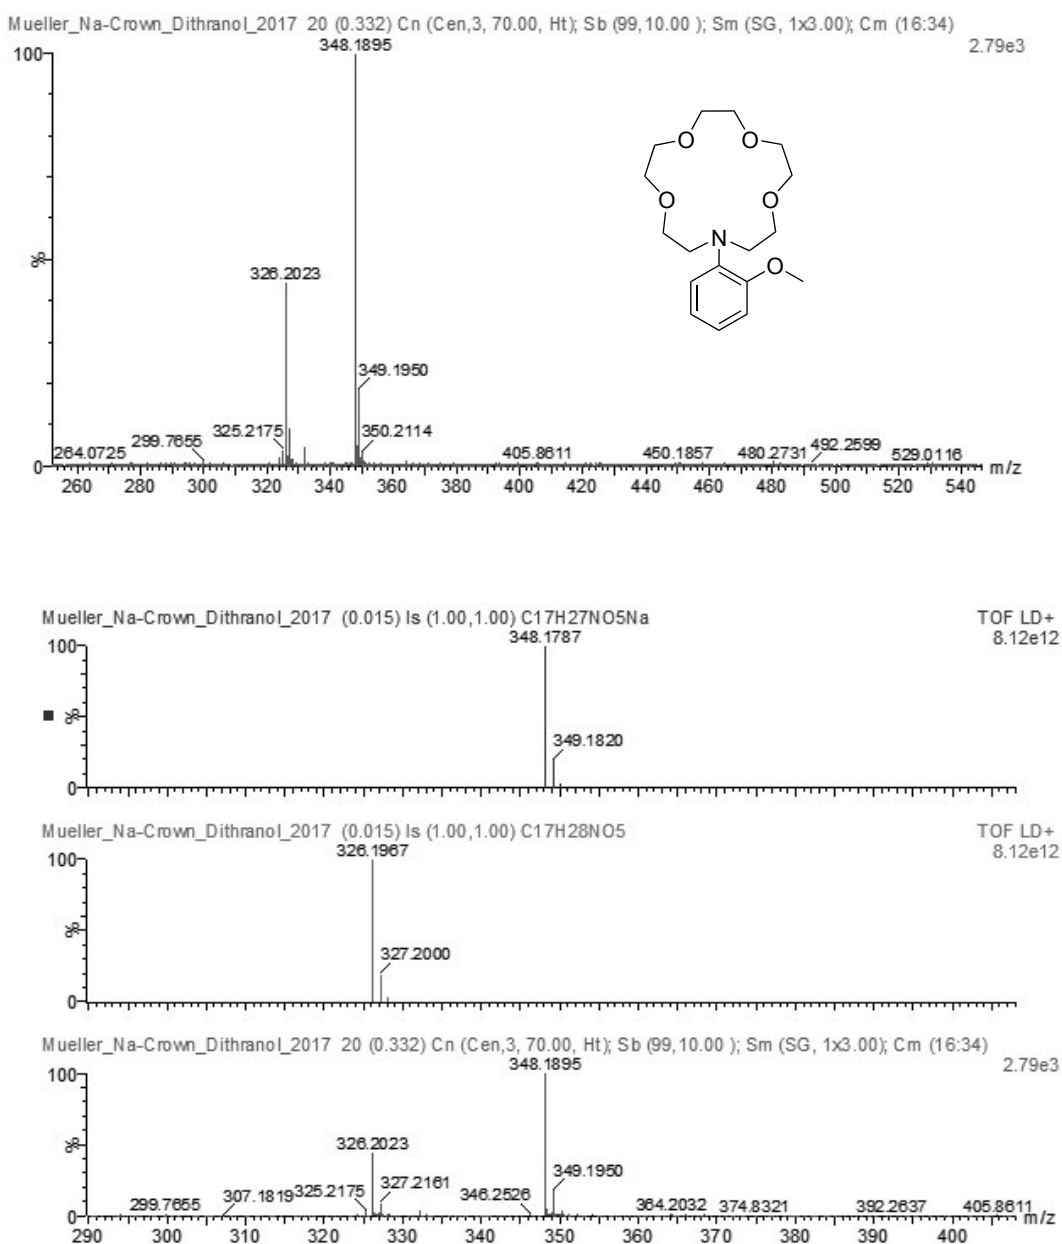 Mueller_Na-Crown_Dithranol_2017 20 (0.332) Cn (Cen,3, 70.00, Ht); Sb (99,10.00 ); Sm (SG, 1x3.00); Cm (16:34)
2.79e3
348.1895
100
O O
O O
N
O
%
326.2023
349.1950
325.2175
350.2114
264.0725
299.7655
405.8611
450.1857
480.2731
492.2599
529.0116
0
m/z
260 280 300 320 340 360 380 400 420 440 460 480 500 520 540
Mueller_Na-Crown_Dithranol_2017 (0.015) Is (1.00,1.00) C17H27NO5Na
TOF LD+
8.12e12
348.1787
100
%
349.1820
0
Mueller_Na-Crown_Dithranol_2017 (0.015) Is (1.00,1.00) C17H28NO5
TOF LD+
8.12e12
326.1967
100
%
327.2000
0
Mueller_Na-Crown_Dithranol_2017 20 (0.332) Cn (Cen,3, 70.00, Ht); Sb (99,10.00 ); Sm (SG, 1x3.00); Cm (16:34)
2.79e3
348.1895
100
%
326.2023
299.7655
307.1819
325.2175
327.2161
346.2526
349.1950
364.2032
374.8321
392.2637
405.8611
0
m/z
290 300 310 320 330 340 350 360 370 380 390 400